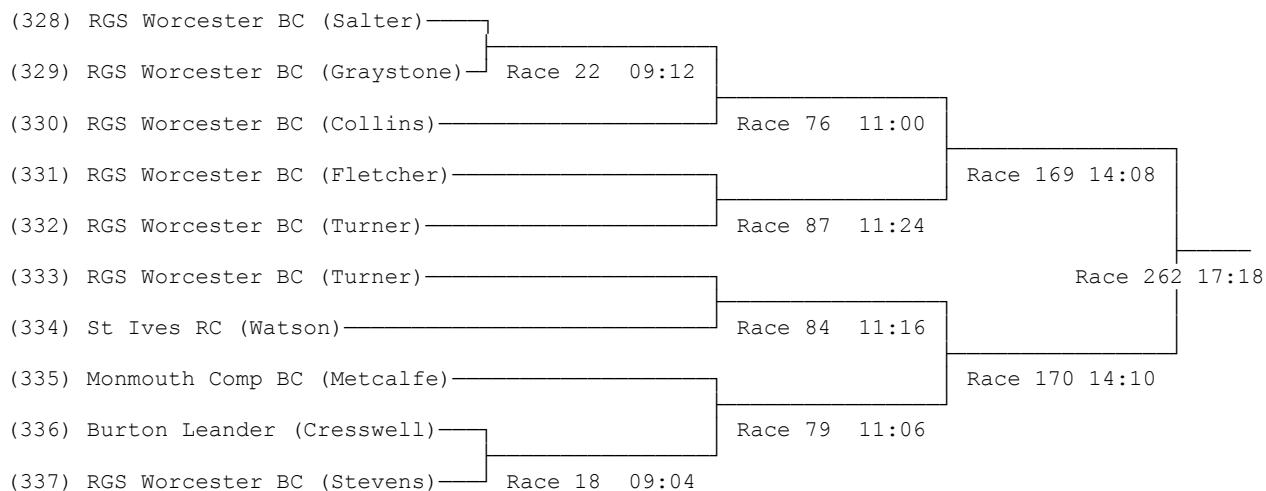 (328) RGS Worcester BC (Salter)
(329) RGS Worcester BC (Graystone) Race 22 09:12
(330) RGS Worcester BC (Collins) Race 76 11:00
(331) RGS Worcester BC (Fletcher) Race 169 14:08
(332) RGS Worcester BC (Turner) Race 87 11:24
(333) RGS Worcester BC (Turner) Race 262 17:18
(334) St Ives RC (Watson) Race 84 11:16
(335) Monmouth Comp BC (Metcalfe) Race 170 14:10
(336) Burton Leander (Cresswell) Race 79 11:06
(337) RGS Worcester BC (Stevens) Race 18 09:04